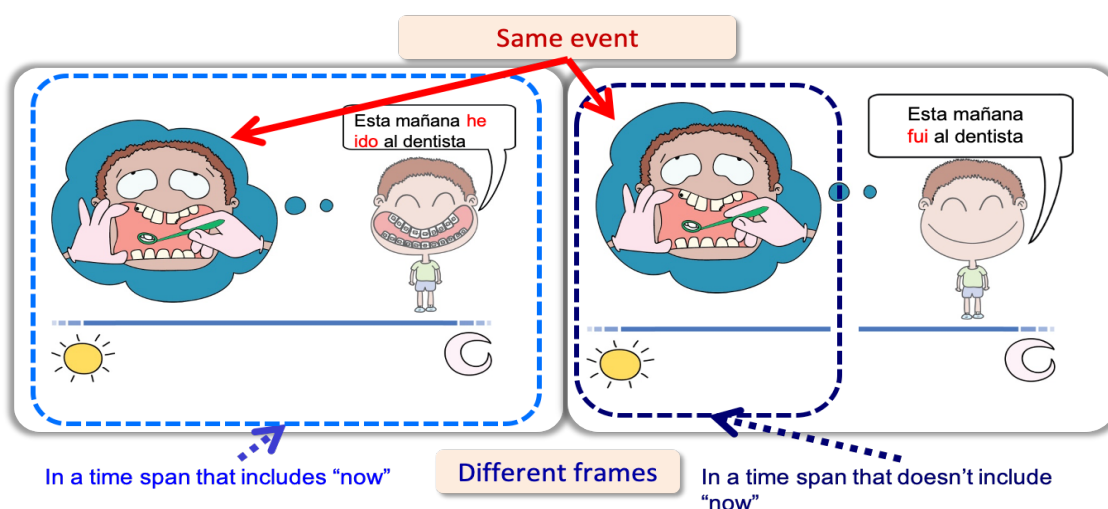 Same event
Esta mañana he
ido al dentista
Esta mañana
fui al dentista
In a time span that includes “now”
Different frames
In a time span that doesn’t include
“now”